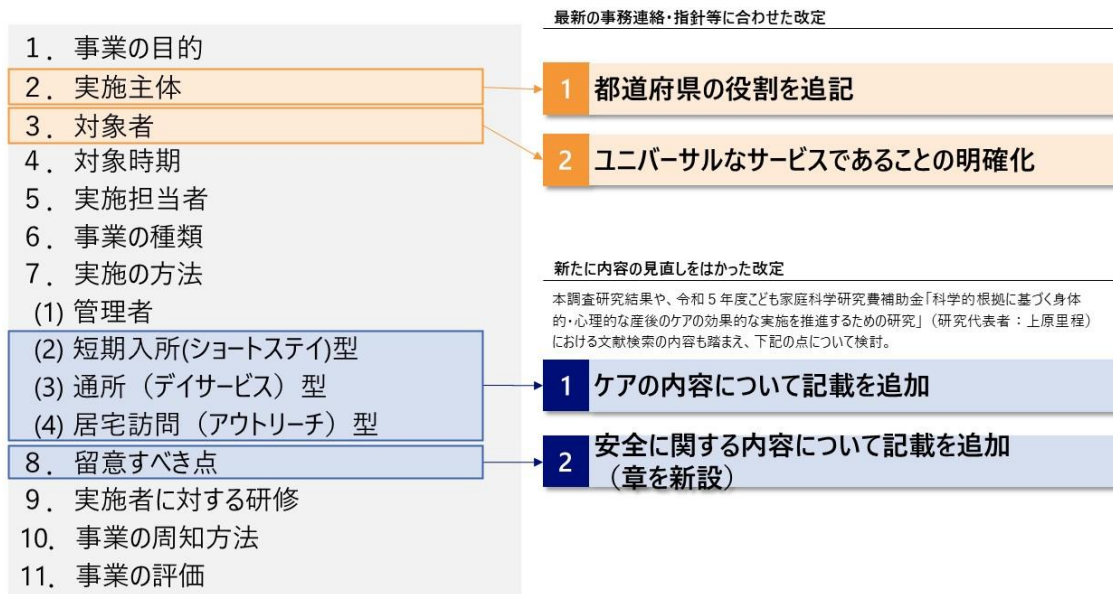 1．事業の目的
2．実施主体
3．対象者
4．対象時期
5．実施担当者
6．事業の種類
7．実施の方法
(1) 管理者
(2) 短期入所(ショートステイ)型
(3) 通所（デイサービス）型
(4) 居宅訪問（アウトリーチ）型
8．留意すべき点
9．実施者に対する研修
10．事業の周知方法
11．事業の評価
最新の事務連絡・指針等に合わせた改定
1 都道府県の役割を追記
2 ユニバーサルなサービスであることの明確化
新たに内容の見直しをはかった改定
本調査研究結果や、令和５年度こども家庭科学研究費補助金「科学的根拠に基づく身体
的・心理的な産後のケアの効果的な実施を推進するための研究」（研究代表者：上原里程）
における文献検索の内容も踏まえ、下記の点について検討。
1 ケアの内容について記載を追加
2 安全に関する内容について記載を追加
（章を新設）